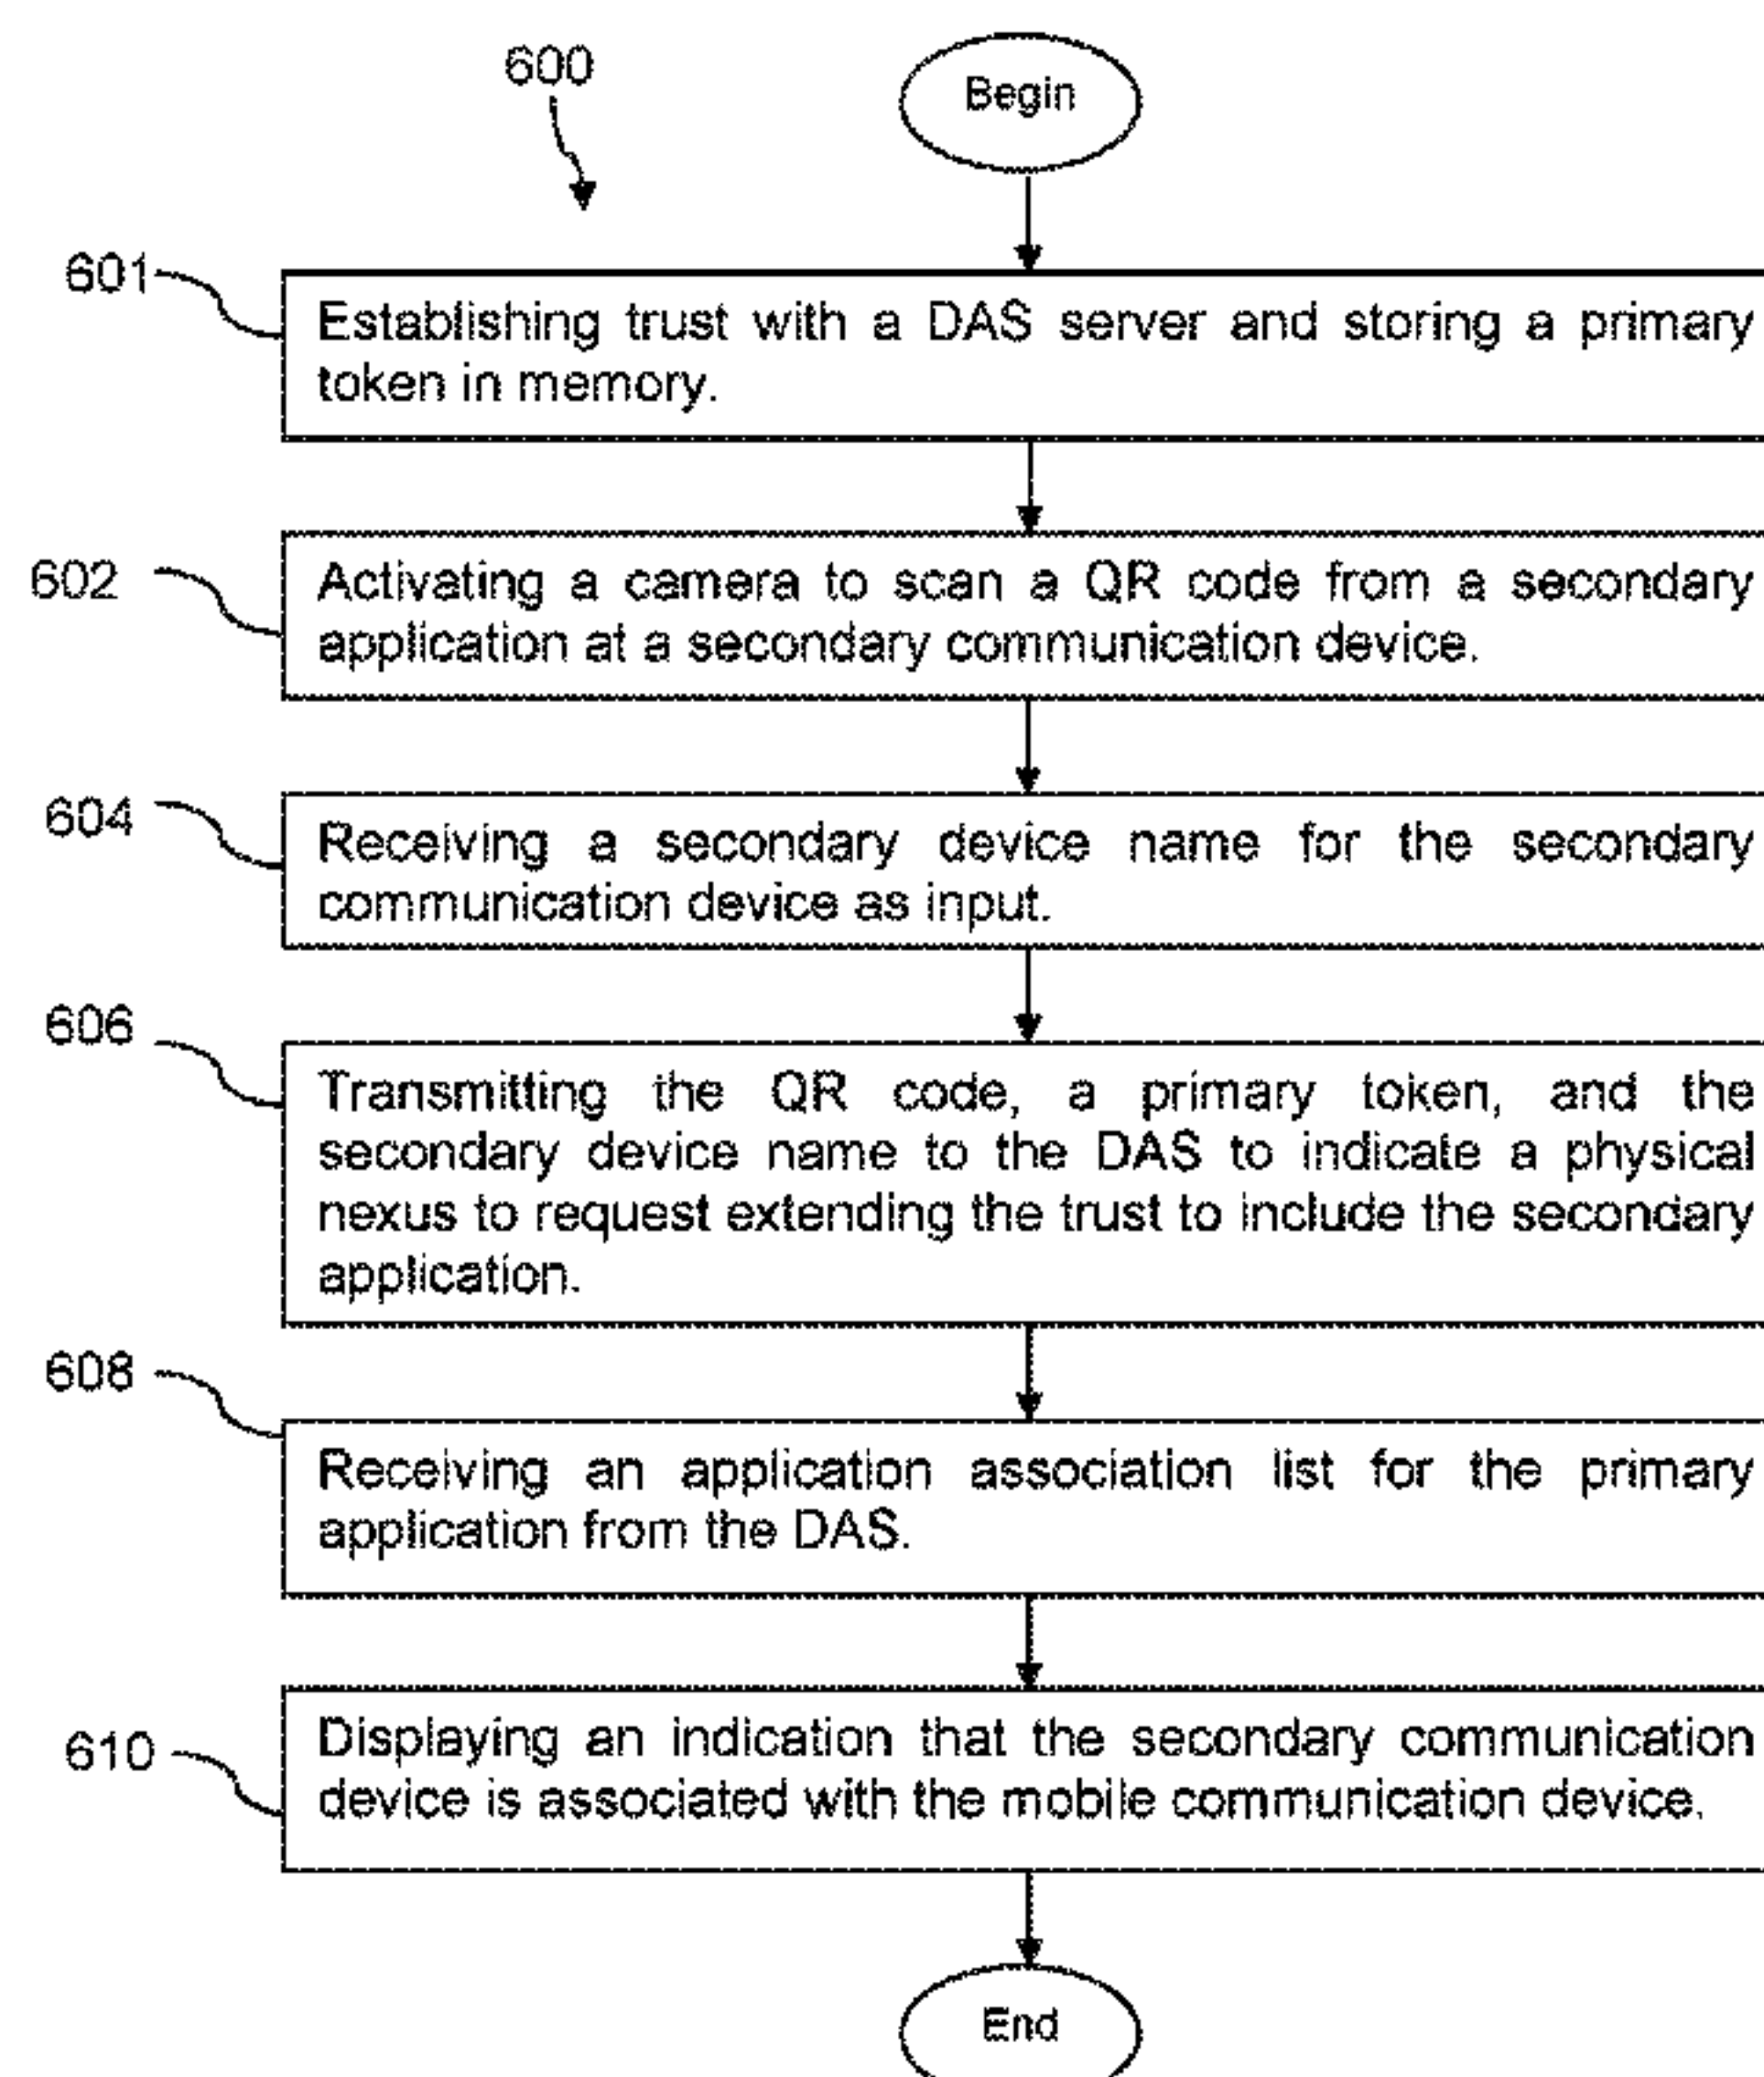 600
Begin
601
Establishing trust with a DAS server and storing a primary
token in memory.
602
Activating a camera to scan a QR code from a secondary
application at a secondary communication device.
604
Receiving a secondary device name for the secondary
communication device as input.
606
Transmitting the QR code, a primary token, and the
secondary device name to the DAS to indicate a physical
nexus to request extending the trust to include the secondary
application.
608
Receiving an application association list for the primary
application from the DAS.
610
Displaying an indication that the secondary communication
device is associated with the mobile communication device.
End